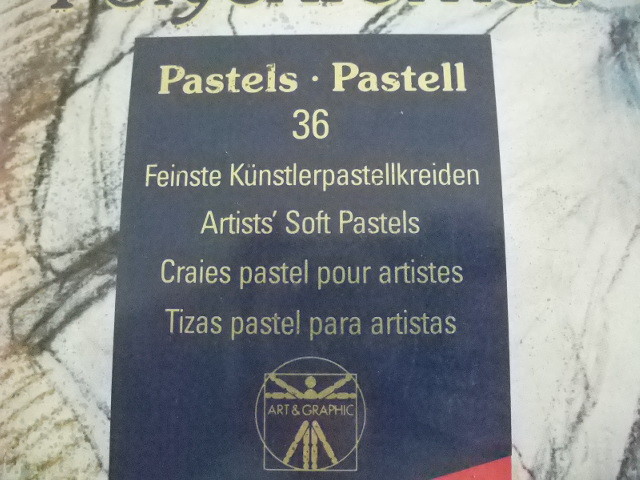 Pastels · Pastell
36
Feinste Künstlerpastellkreiden
Artists' Soft Pastels
Craies pastel pour artistes
Tizas pastel para artistas
ART & GRAPHIC